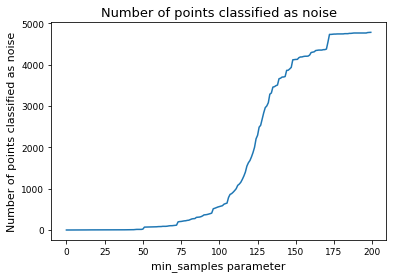 Number of points classified as noise
Number of points classified as noise
5000
4000
3000
2000
1000
0
0 25 50 75 100 125 150 175 200
min_samples parameter